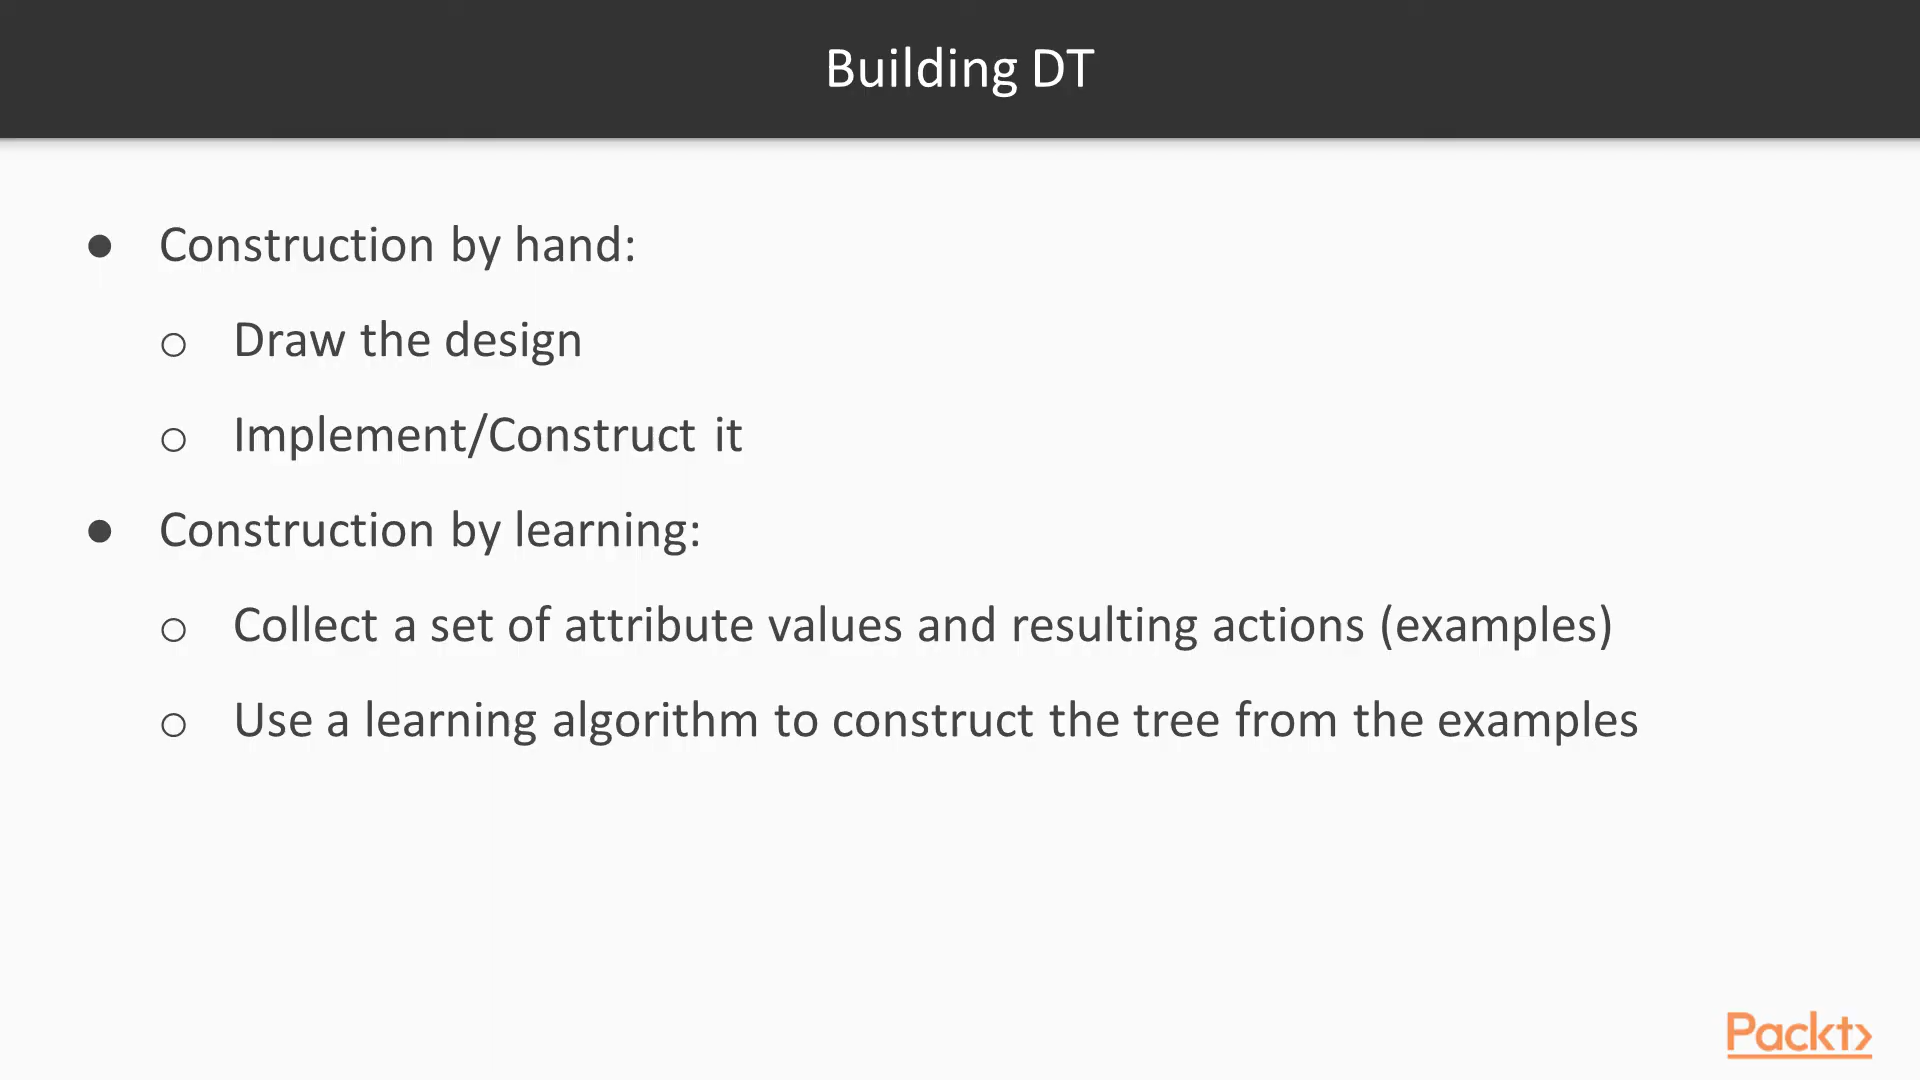 Building DT
● Construction by hand:
○ Draw the design
○ Implement/Construct it
● Construction by learning:
○ Collect a set of attribute values and resulting actions (examples)
○ Use a learning algorithm to construct the tree from the examples
Packt>